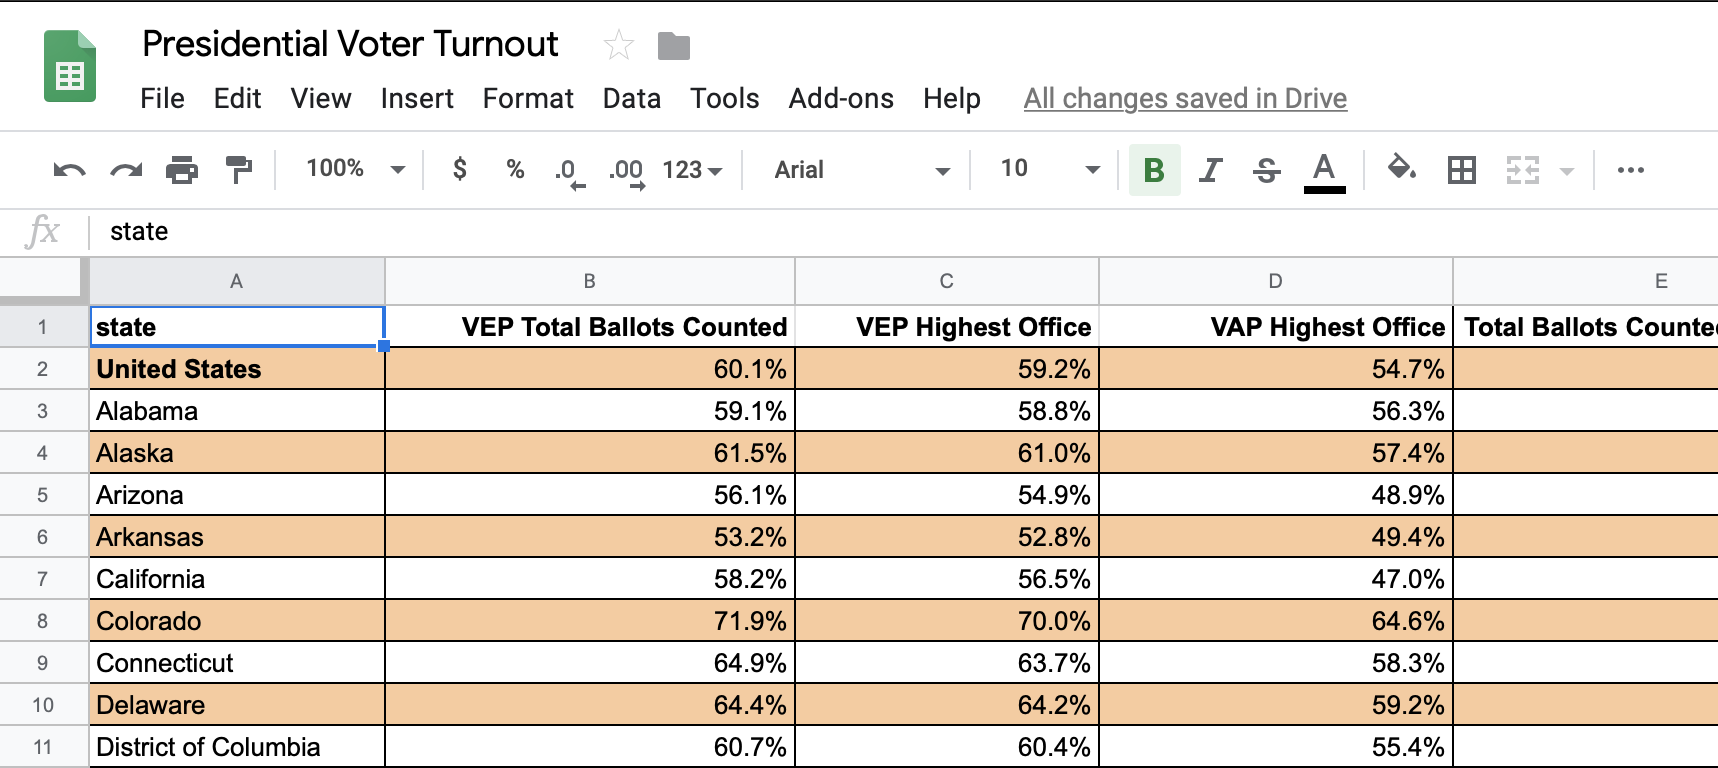 Presidential Voter Turnout
File Edit View Insert Format Data Tools Add-ons Help All changes saved in Drive
100% $ % .0 .00 123 Arial 10 B I S A
fx state
A B C D E
1 state VEP Total Ballots Counted VEP Highest Office VAP Highest Office Total Ballots Counte
2 United States 60.1% 59.2% 54.7%
3 Alabama 59.1% 58.8% 56.3%
4 Alaska 61.5% 61.0% 57.4%
5 Arizona 56.1% 54.9% 48.9%
6 Arkansas 53.2% 52.8% 49.4%
7 California 58.2% 56.5% 47.0%
8 Colorado 71.9% 70.0% 64.6%
9 Connecticut 64.9% 63.7% 58.3%
10 Delaware 64.4% 64.2% 59.2%
11 District of Columbia 60.7% 60.4% 55.4%